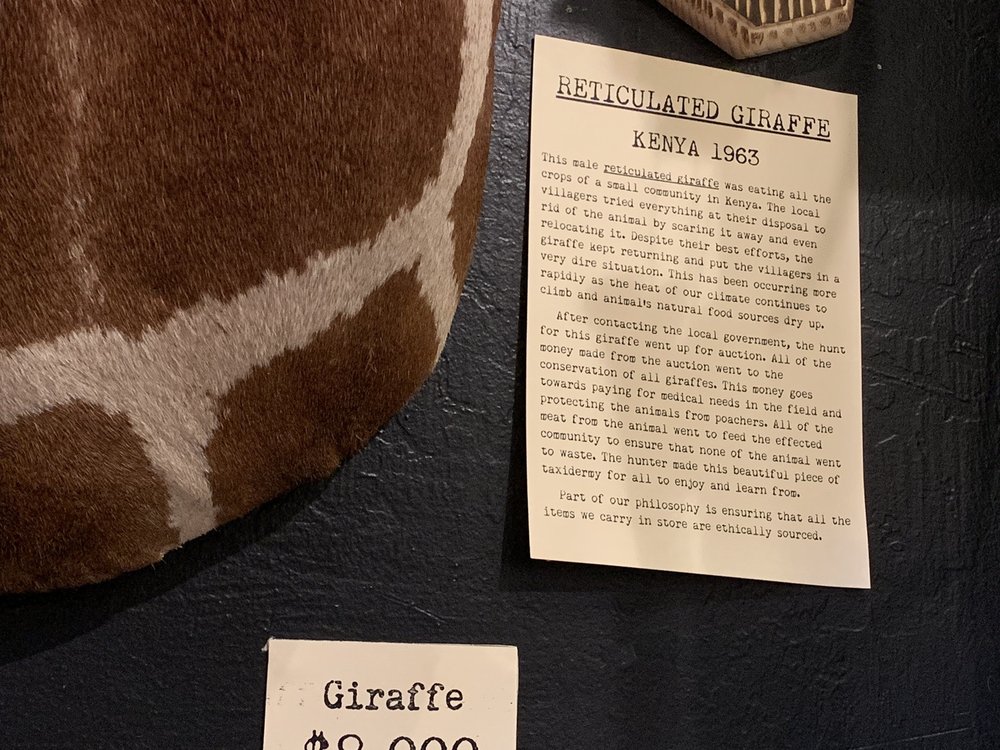 RETICULATED GIRAFFE
KENYA 1963
This male reticulated giraffe was eating all the
crops of a small community in Kenya. The local
villagers tried everything at their disposal to
rid of the animal by scaring it away and even
relocating it. Despite their best efforts, the
giraffe kept returning and put the villagers in a
very dire situation. This has been occurring more
rapidly as the heat of our climate continues to
climb and animal's natural food sources dry up.
After contacting the local government, the hunt
for this giraffe went up for auction. All of the
money made from the auction went to the
conservation of all giraffes. This money goes
towards paying for medical needs in the field and
protecting the animals from poachers. All of the
meat from the animal went to feed the effected
community to ensure that none of the animal went
to waste. The hunter made this beautiful piece of
taxidermy for all to enjoy and learn from.
Part of our philosophy is ensuring that all the
items we carry in store are ethically sourced.
Giraffe